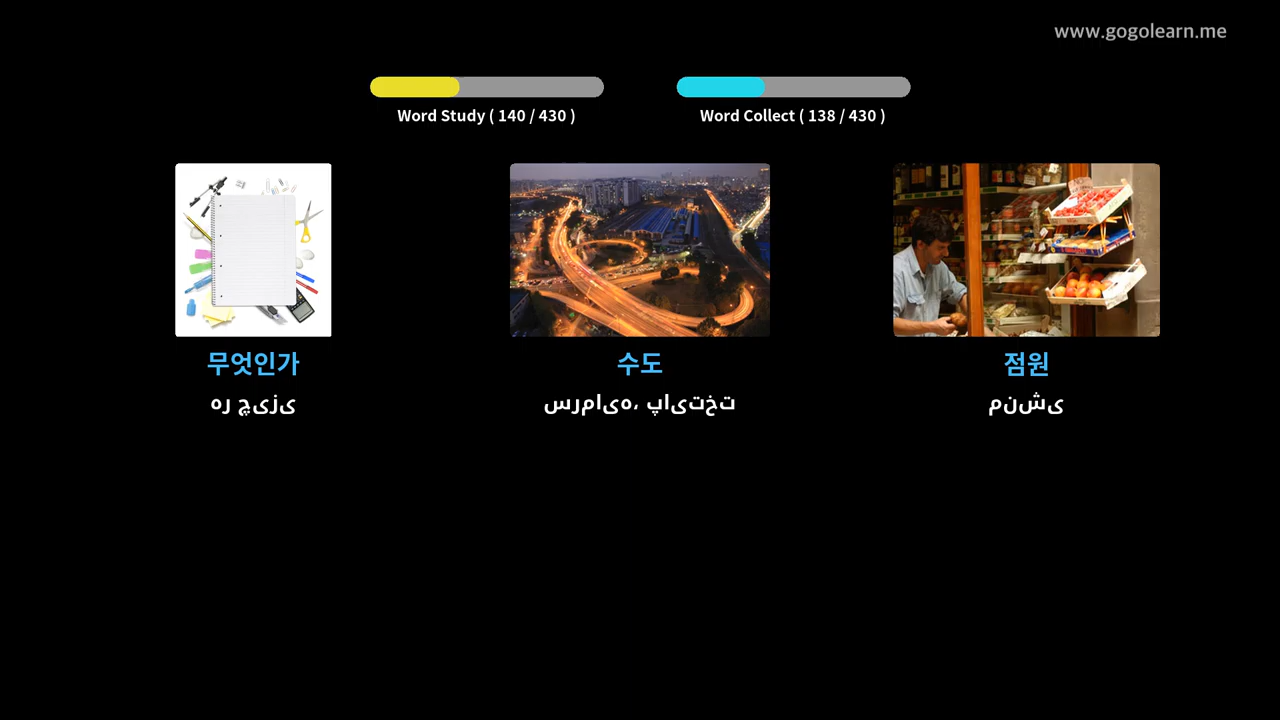 www.gogolearn.me
Word Study ( 140 / 430 )
Word Collect ( 138 / 430 )
무엇인가
هر چیزی
수도
سرمایه، پایتخت
점원
منشی